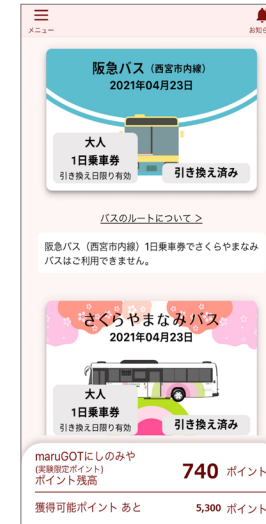 メニュー
お知ら
阪急バス（西宮市内線）
2021年04月23日
大人
1日乗車券
引き換え日限り有効
引き換え済み
バスのルートについて >
阪急バス（西宮市内線）1日乗車券でさくらやまなみ
バスはご利用できません。
さくらやまなみバス
2021年04月23日
大人
1日乗車券
引き換え日限り有効
引き換え済み
maruGOTにしのみや
(実験限定ポイント)
ポイント残高
740 ポイント
獲得可能ポイント あと
5,300 ポイント